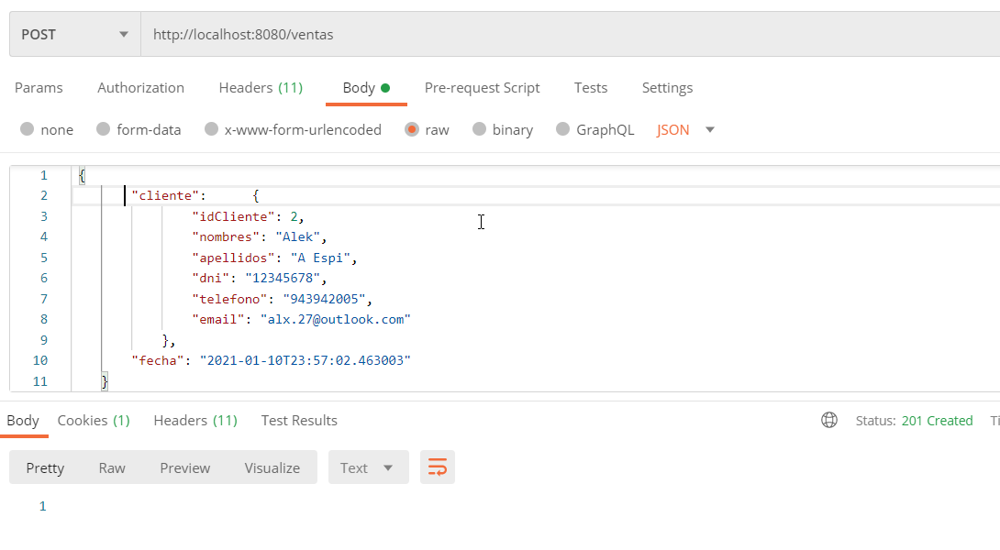 POST http://localhost:8080/ventas
Params Authorization Headers (11) Body Pre-request Script Tests Settings
none form-data x-www-form-urlencoded raw binary GraphQL JSON
1 {
2 "cliente": {
3 "idCliente": 2,
4 "nombres": "Alek",
5 "apellidos": "A Espi",
6 "dni": "12345678",
7 "telefono": "943942005",
8 "email": "alx.27@outlook.com"
9 },
10 "fecha": "2021-01-10T23:57:02.463003"
11 }
Body Cookies (1) Headers (11) Test Results Status: 201 Created
Pretty Raw Preview Visualize Text
1